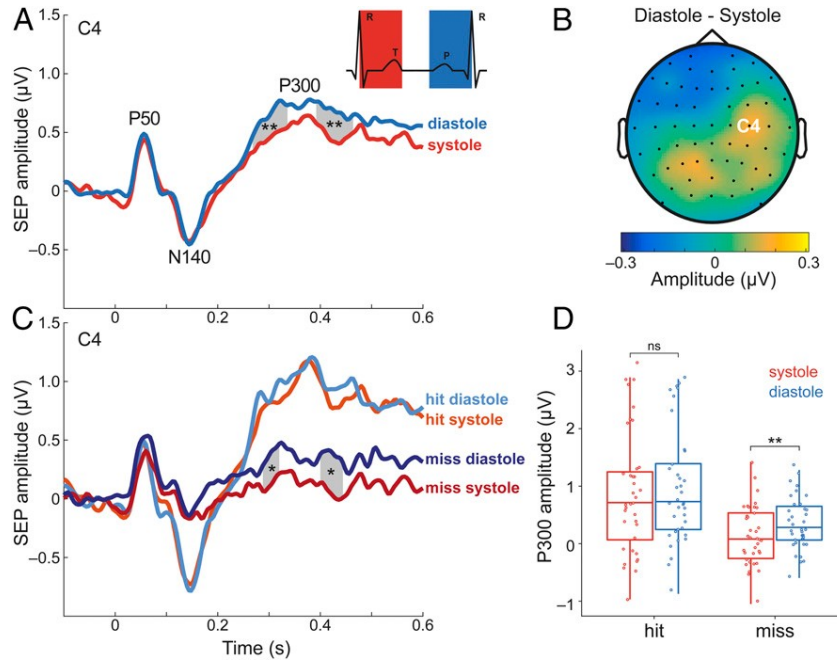 A
C4
1.5
1.0
0.5
0
−0.5
SEP amplitude (µV)
P50
N140
P300
**
**
diastole
systole
R
T
p
R
0
0.2
0.4
0.6
B
Diastole - Systole
C4
−0.3
0
0.3
Amplitude (µV)
C
C4
1.5
1.0
0.5
0
−0.5
SEP amplitude (µV)
hit diastole
hit systole
miss diastole
miss systole
*
*
0
0.2
0.4
0.6
Time (s)
D
3
2
1
0
−1
P300 amplitude (µV)
ns
systole
diastole
**
hit
miss